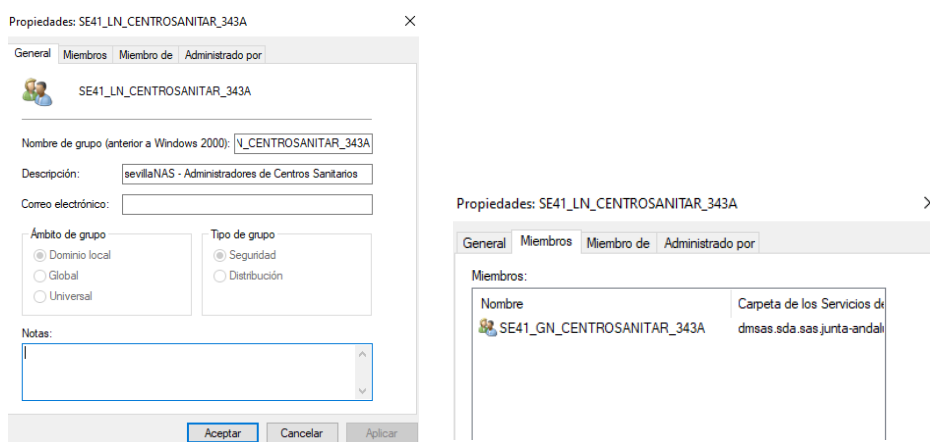 Propiedades: SE41_LN_CENTROSANITAR_343A
General Miembros Miembro de Administrado por
SE41_LN_CENTROSANITAR_343A
Nombre de grupo (anterior a Windows 2000): N_CENTROSANITAR_343A
Descripción: sevillaNAS - Administradores de Centros Sanitarios
Correo electrónico:
Ámbito de grupo
Dominio local
Global
Universal
Tipo de grupo
Seguridad
Distribución
Notas:
Aceptar Cancelar Aplicar
Propiedades: SE41_LN_CENTROSANITAR_343A
General Miembros Miembro de Administrado por
Miembros:
Nombre Carpeta de los Servicios de
SE41_GN_CENTROSANITAR_343A dmsas.sda.sas.junta-andalu